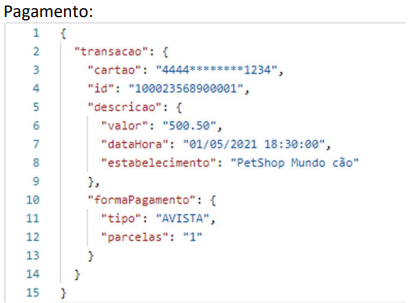 Pagamento:
1 {
2 "transacao": {
3 "cartao": "4444********1234",
4 "id": "100023568900001",
5 "descricao": {
6 "valor": "500.50",
7 "dataHora": "01/05/2021 18:30:00",
8 "estabelecimento": "PetShop Mundo cão"
9 },
10 "formaPagamento": {
11 "tipo": "AVISTA",
12 "parcelas": "1"
13 }
14 }
15 }